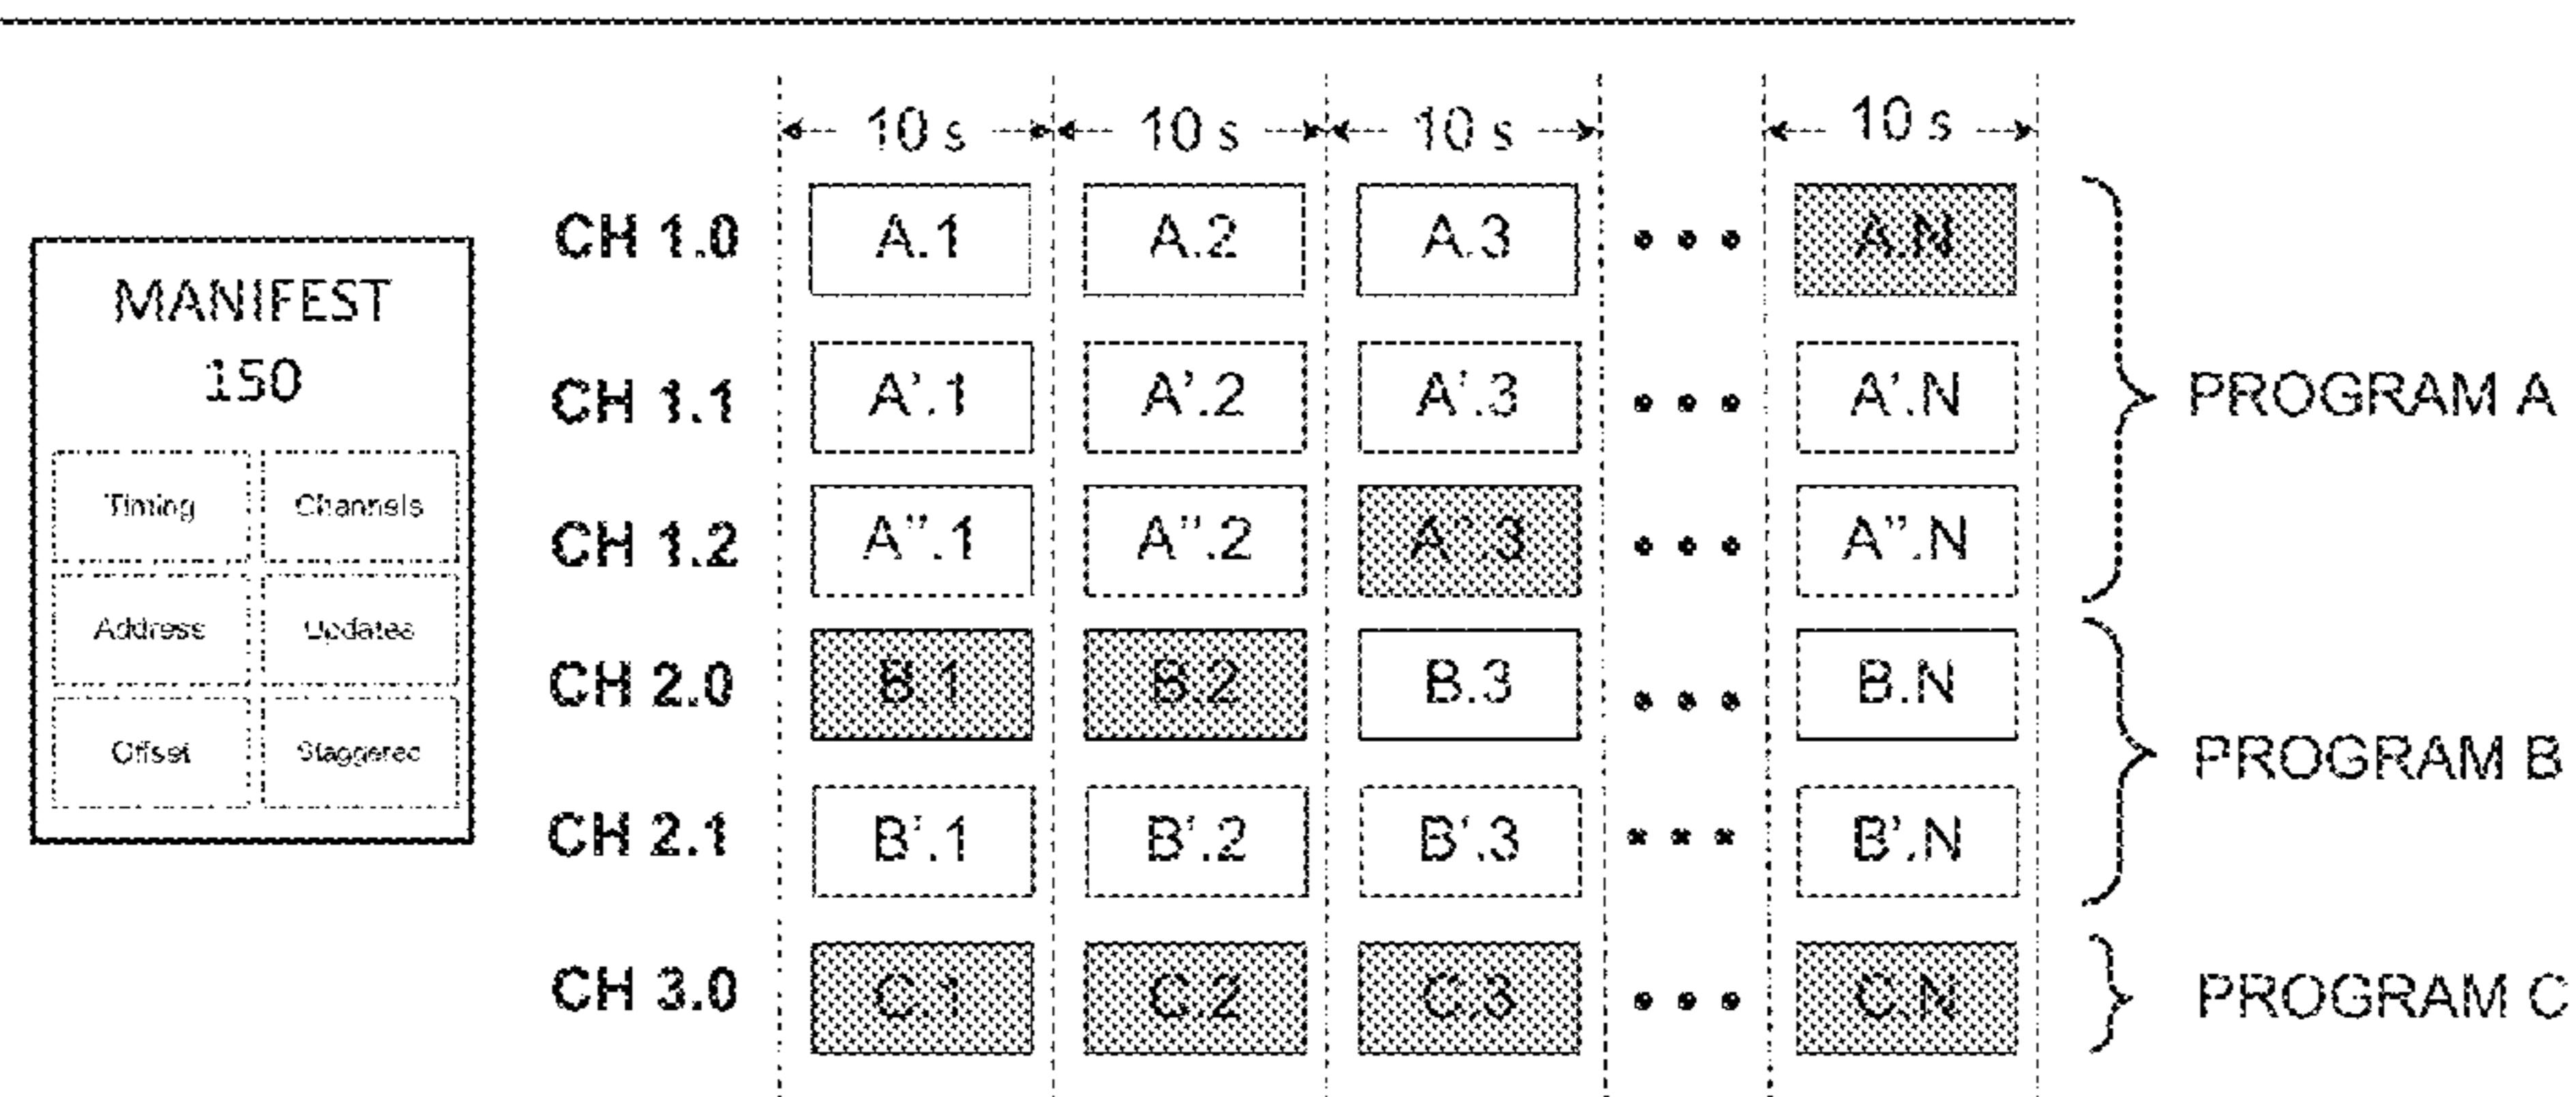 10 s 10 s 10 s 10 s
CH 1.0 A.1 A.2 A.3 ••• A.N
MANIFEST
150
CH 1.1 A’.1 A’.2 A’.3 ••• A’.N
PROGRAM A
Timing Channels
CH 1.2 A”.1 A”.2 A”.3 ••• A”.N
Address Updates
CH 2.0 B.1 B.2 B.3 ••• B.N
Offset Staggered
PROGRAM B
CH 2.1 B’.1 B’.2 B’.3 ••• B’.N
CH 3.0 C.1 C.2 C.3 ••• C.N
PROGRAM C